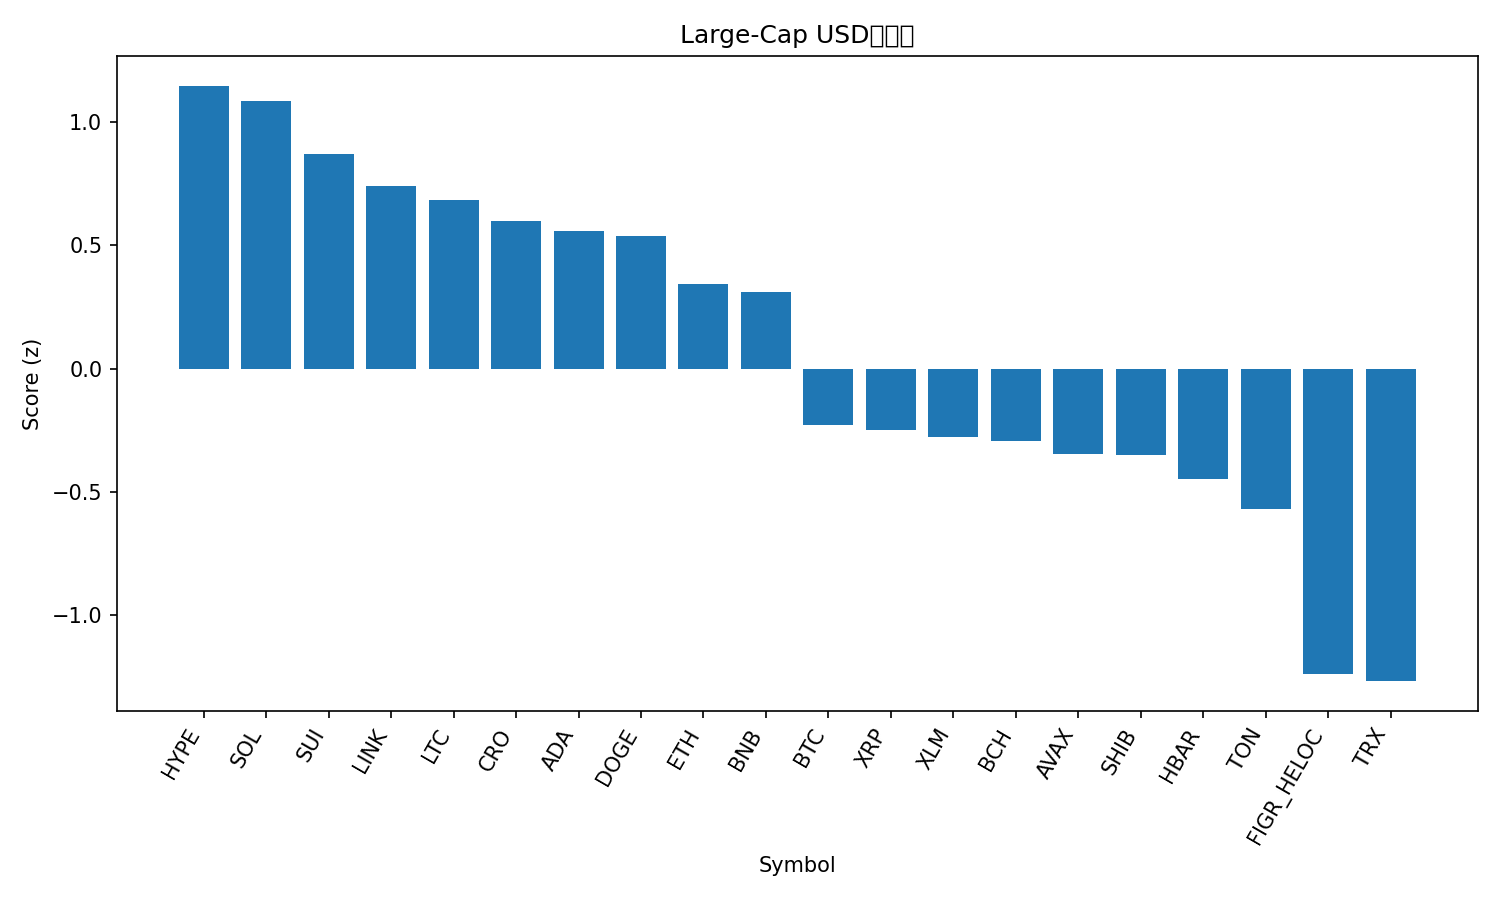 Large-Cap USD
1.0
0.5
0.0
−0.5
−1.0
Score (z)
HYPE
SOL
SUI
LINK
LTC
CRO
ADA
DOGE
ETH
BNB
BTC
XRP
XLM
BCH
AVAX
SHIB
HBAR
TON
FIGR_HELOC
TRX
Symbol